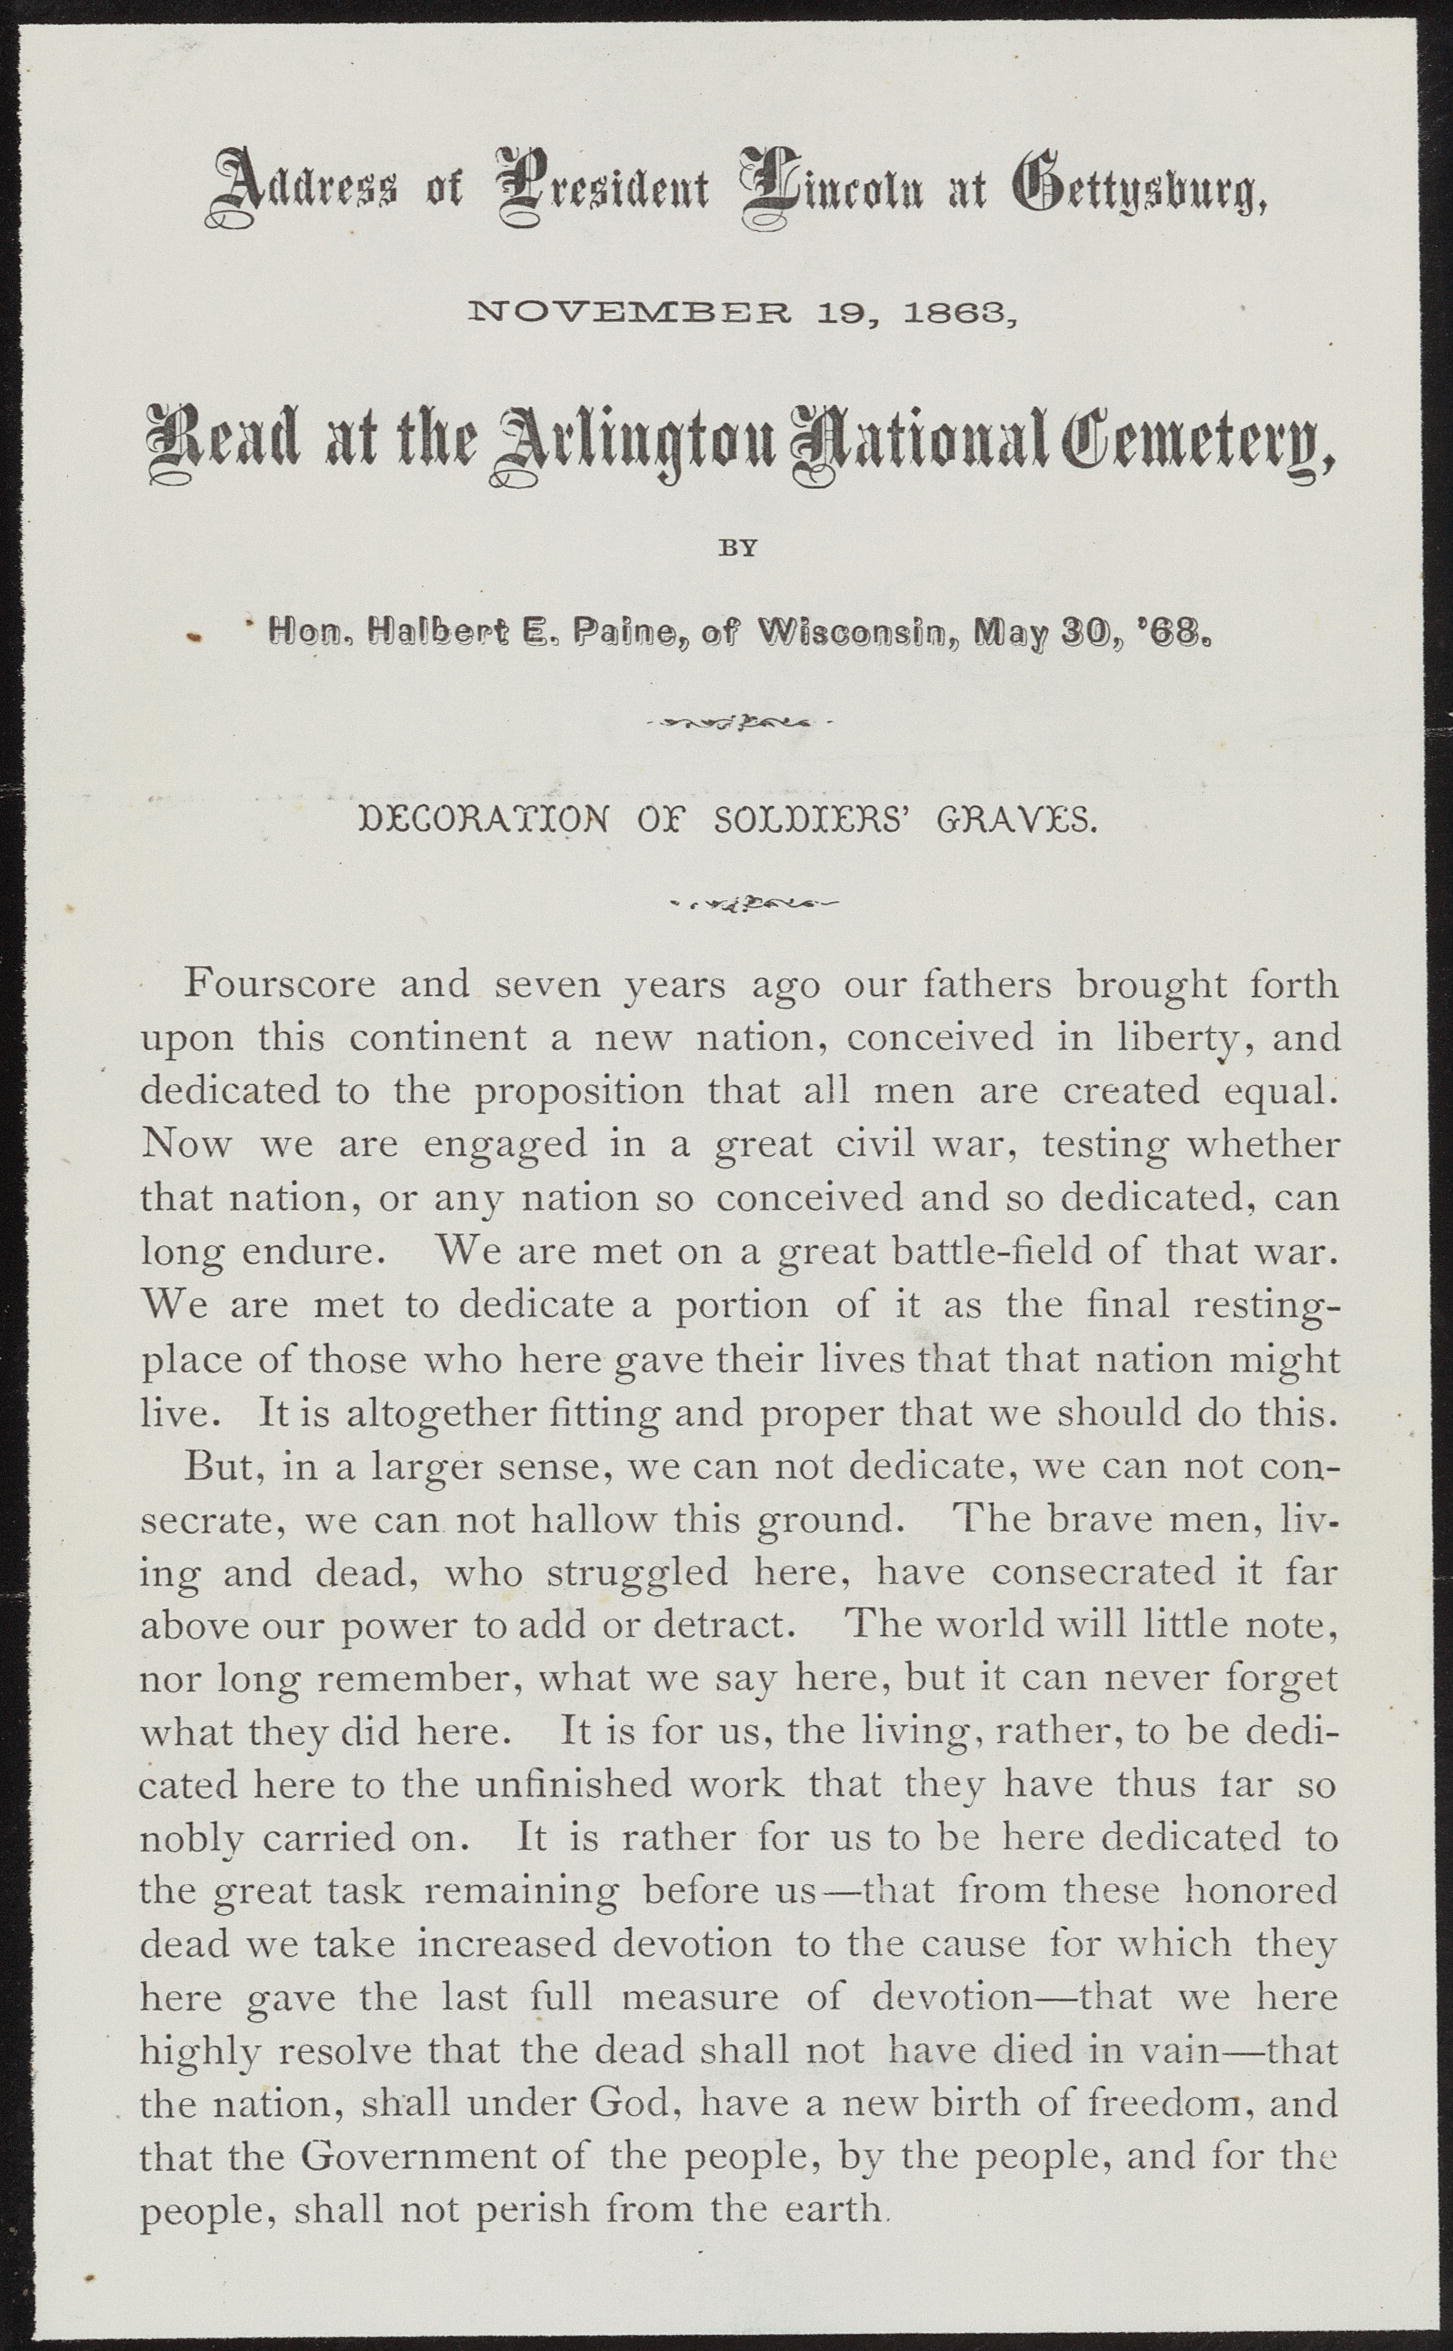 Address of President Lincoln at Gettysburg,
NOVEMBER 19, 1863,
Read at the Arlington National Cemetery,
BY
Hon. Halbert E. Paine, of Wisconsin, May 30, '68.
DECORATION OF SOLDIERS' GRAVES.
Fourscore and seven years ago our fathers brought forth
upon this continent a new nation, conceived in liberty, and
dedicated to the proposition that all men are created equal.
Now we are engaged in a great civil war, testing whether
that nation, or any nation so conceived and so dedicated, can
long endure. We are met on a great battle-field of that war.
We are met to dedicate a portion of it as the final resting-
place of those who here gave their lives that that nation might
live. It is altogether fitting and proper that we should do this.
But, in a larger sense, we can not dedicate, we can not con-
secrate, we can not hallow this ground. The brave men, liv-
ing and dead, who struggled here, have consecrated it far
above our power to add or detract. The world will little note,
nor long remember, what we say here, but it can never forget
what they did here. It is for us, the living, rather, to be dedi-
cated here to the unfinished work that they have thus far so
nobly carried on. It is rather for us to be here dedicated to
the great task remaining before us—that from these honored
dead we take increased devotion to the cause for which they
here gave the last full measure of devotion—that we here
highly resolve that the dead shall not have died in vain—that
the nation, shall under God, have a new birth of freedom, and
that the Government of the people, by the people, and for the
people, shall not perish from the earth.